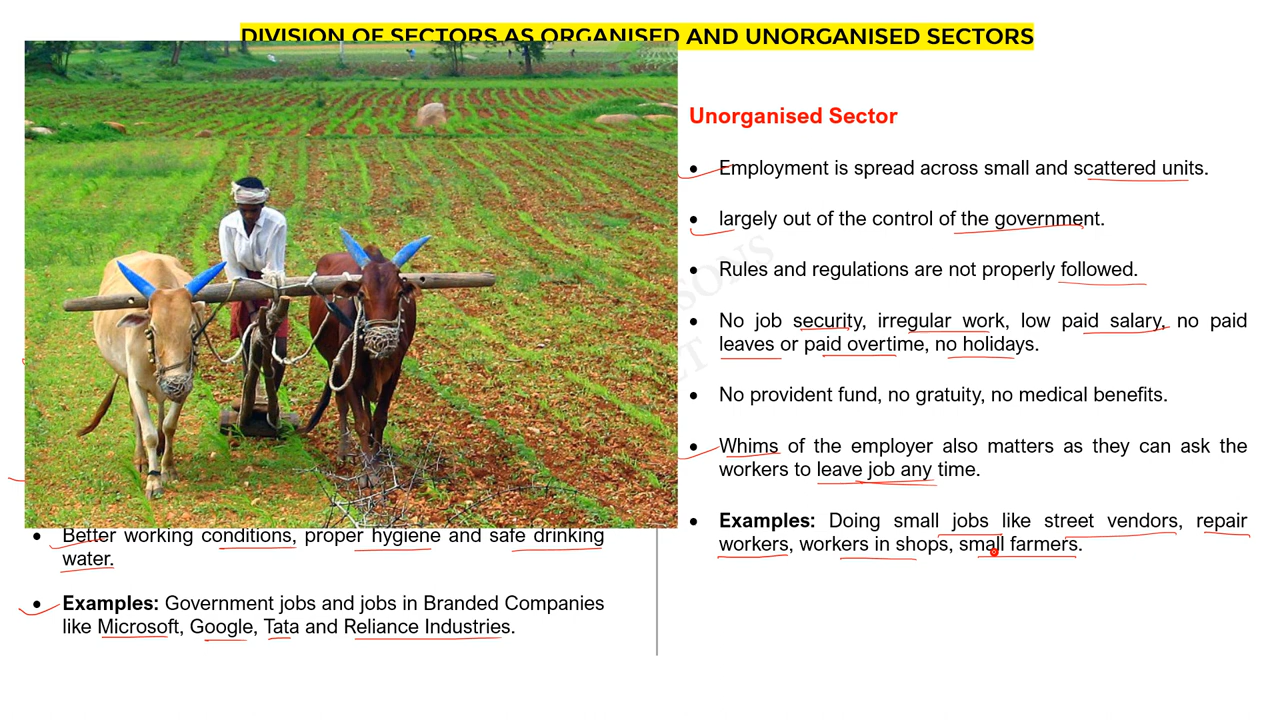 DIVISION OF SECTORS AS ORGANISED AND UNORGANISED SECTORS
Better working conditions, proper hygiene and safe drinking
water.
Examples: Government jobs and jobs in Branded Companies
like Microsoft, Google, Tata and Reliance Industries.
Unorganised Sector
Employment is spread across small and scattered units.
largely out of the control of the government.
Rules and regulations are not properly followed.
No job security, irregular work, low paid salary, no paid
leaves or paid overtime, no holidays.
No provident fund, no gratuity, no medical benefits.
Whims of the employer also matters as they can ask the
workers to leave job any time.
Examples: Doing small jobs like street vendors, repair
workers, workers in shops, small farmers.